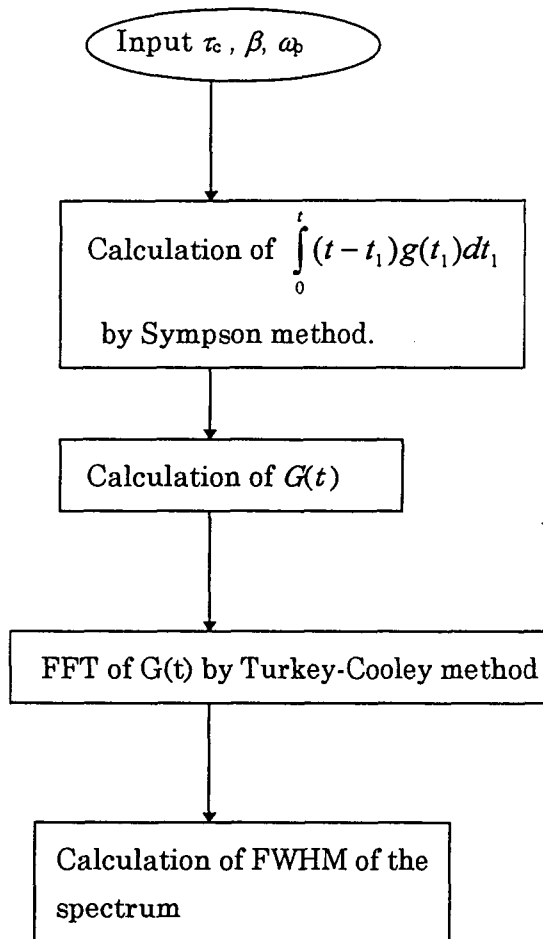 Input τc , β, ωp
Calculation of ∫₀ᵗ (t − t₁)g(t₁)dt₁
by Sympson method.
Calculation of G(t)
FFT of G(t) by Turkey-Cooley method
Calculation of FWHM of the
spectrum